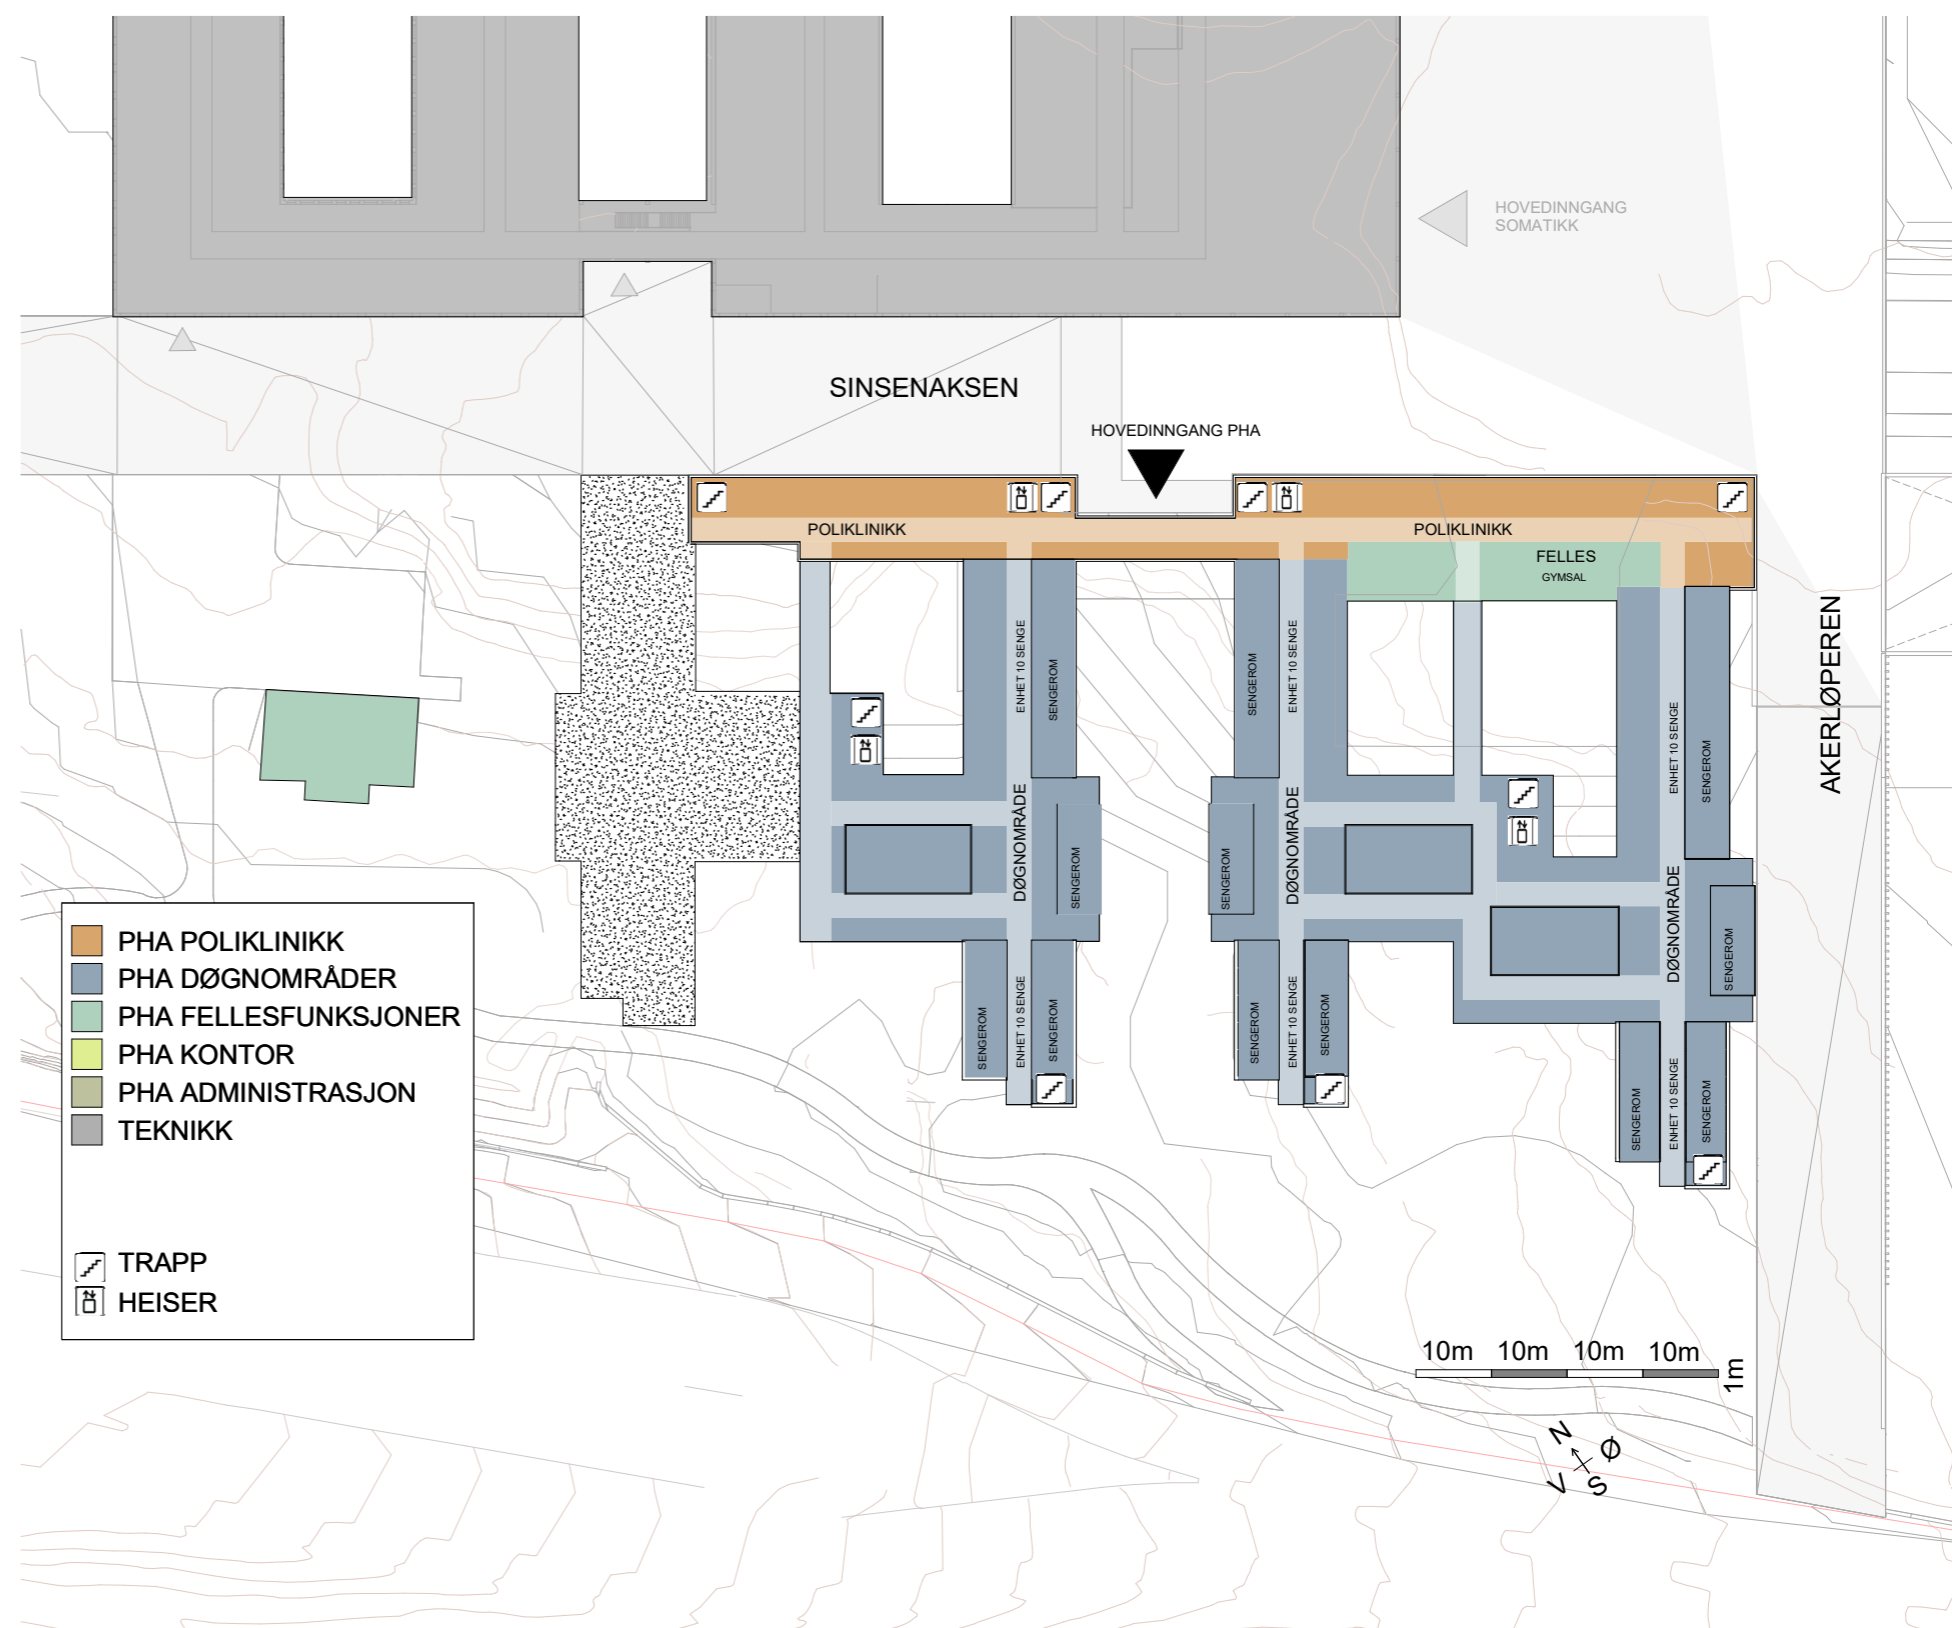 HOVEDINNGANG
SOMATIKK
SINSENAKSEN
HOVEDINNGANG PHA
POLIKLINIKK
POLIKLINIKK
FELLES
GYMSAL
AKERLØPEREN
ENHET 10 SENGE
SENGEROM
SENGEROM
ENHET 10 SENGE
ENHET 10 SENGE
SENGEROM
DØGNOMRÅDE
SENGEROM
SENGEROM
DØGNOMRÅDE
DØGNOMRÅDE
SENGEROM
SENGEROM
ENHET 10 SENGE
SENGEROM
SENGEROM
ENHET 10 SENGE
SENGEROM
SENGEROM
ENHET 10 SENGE
SENGEROM
PHA POLIKLINIKK
PHA DØGNOMRÅDER
PHA FELLESFUNKSJONER
PHA KONTOR
PHA ADMINISTRASJON
TEKNIKK
TRAPP
HEISER
10m 10m 10m 10m
1m
N
Ø
V
S